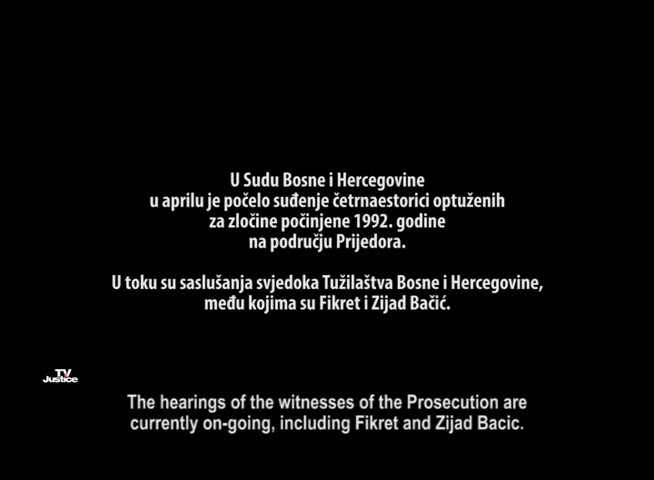 U Sudu Bosne i Hercegovine
u aprilu je počelo suđenje četrnaestorici optuženih
za zločine počinjene 1992. godine
na području Prijedora.
U toku su saslušanja svjedoka Tužilaštva Bosne i Hercegovine,
među kojima su Fikret i Zijad Bačić.
TV
Justice
The hearings of the witnesses of the Prosecution are
currently on-going, including Fikret and Zijad Bacic.